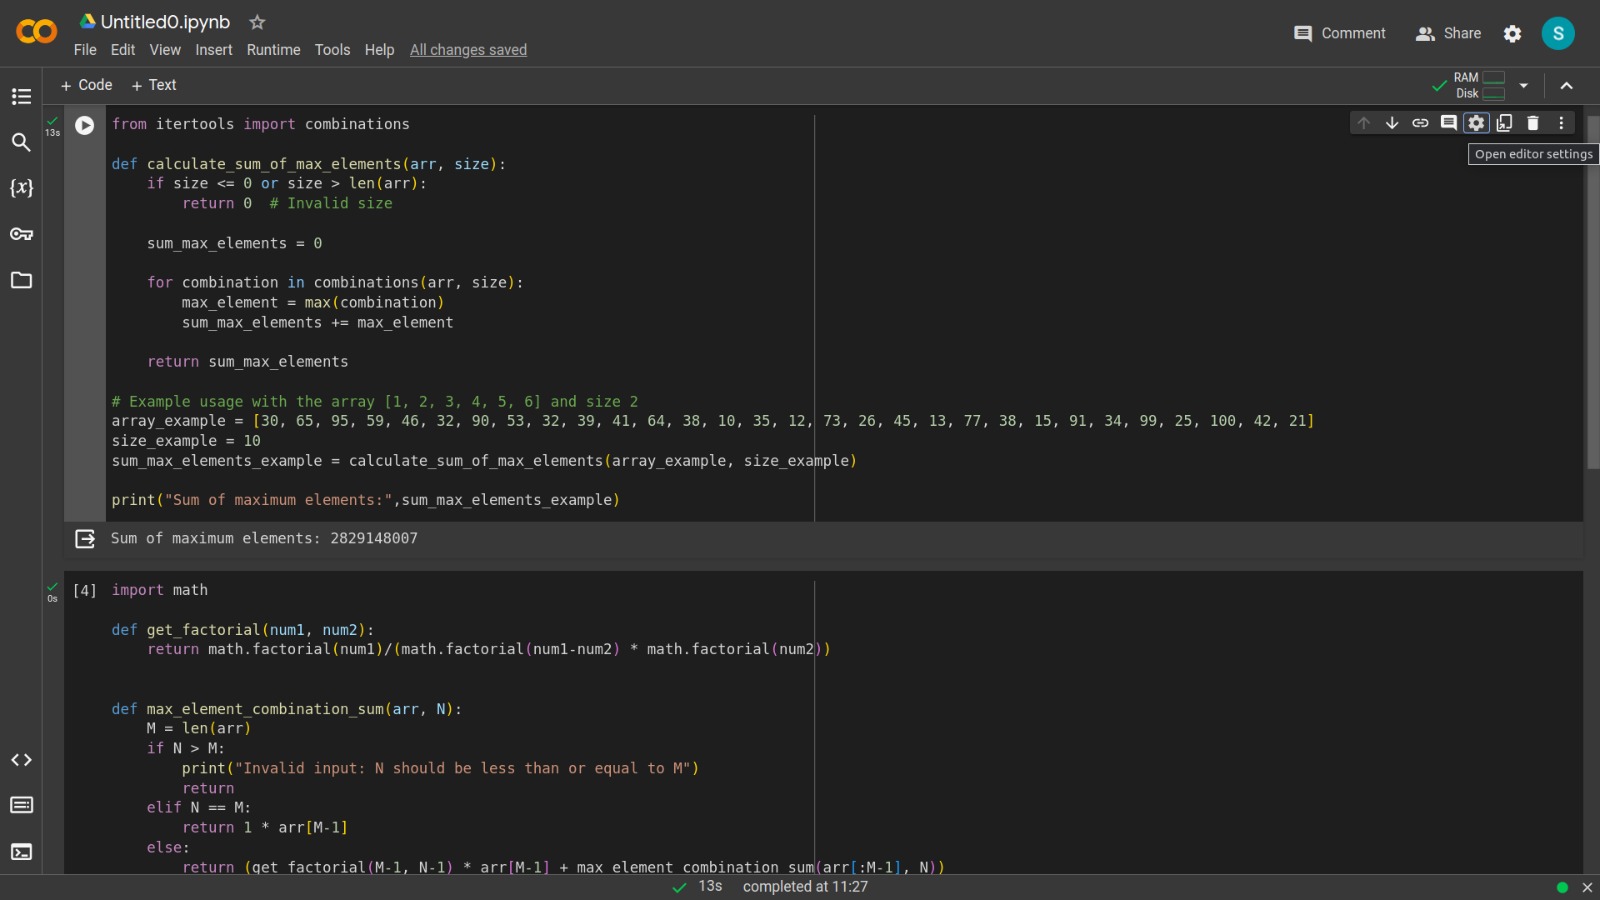 Untitled0.ipynb
File Edit View Insert Runtime Tools Help All changes saved
Comment Share S
+ Code + Text
RAM
Disk
13s
from itertools import combinations
Open editor settings
def calculate_sum_of_max_elements(arr, size):
    if size <= 0 or size > len(arr):
        return 0  # Invalid size
    sum_max_elements = 0
    for combination in combinations(arr, size):
        max_element = max(combination)
        sum_max_elements += max_element
    return sum_max_elements
# Example usage with the array [1, 2, 3, 4, 5, 6] and size 2
array_example = [30, 65, 95, 59, 46, 32, 90, 53, 32, 39, 41, 64, 38, 10, 35, 12, 73, 26, 45, 13, 77, 38, 15, 91, 34, 99, 25, 100, 42, 21]
size_example = 10
sum_max_elements_example = calculate_sum_of_max_elements(array_example, size_example)
print("Sum of maximum elements:",sum_max_elements_example)
Sum of maximum elements: 2829148007
0s
[4] import math
def get_factorial(num1, num2):
    return math.factorial(num1)/(math.factorial(num1-num2) * math.factorial(num2))
def max_element_combination_sum(arr, N):
    M = len(arr)
    if N > M:
        print("Invalid input: N should be less than or equal to M")
        return
    elif N == M:
        return 1 * arr[M-1]
    else:
        return (get_factorial(M-1, N-1) * arr[M-1] + max_element_combination_sum(arr[:M-1], N))
13s completed at 11:27